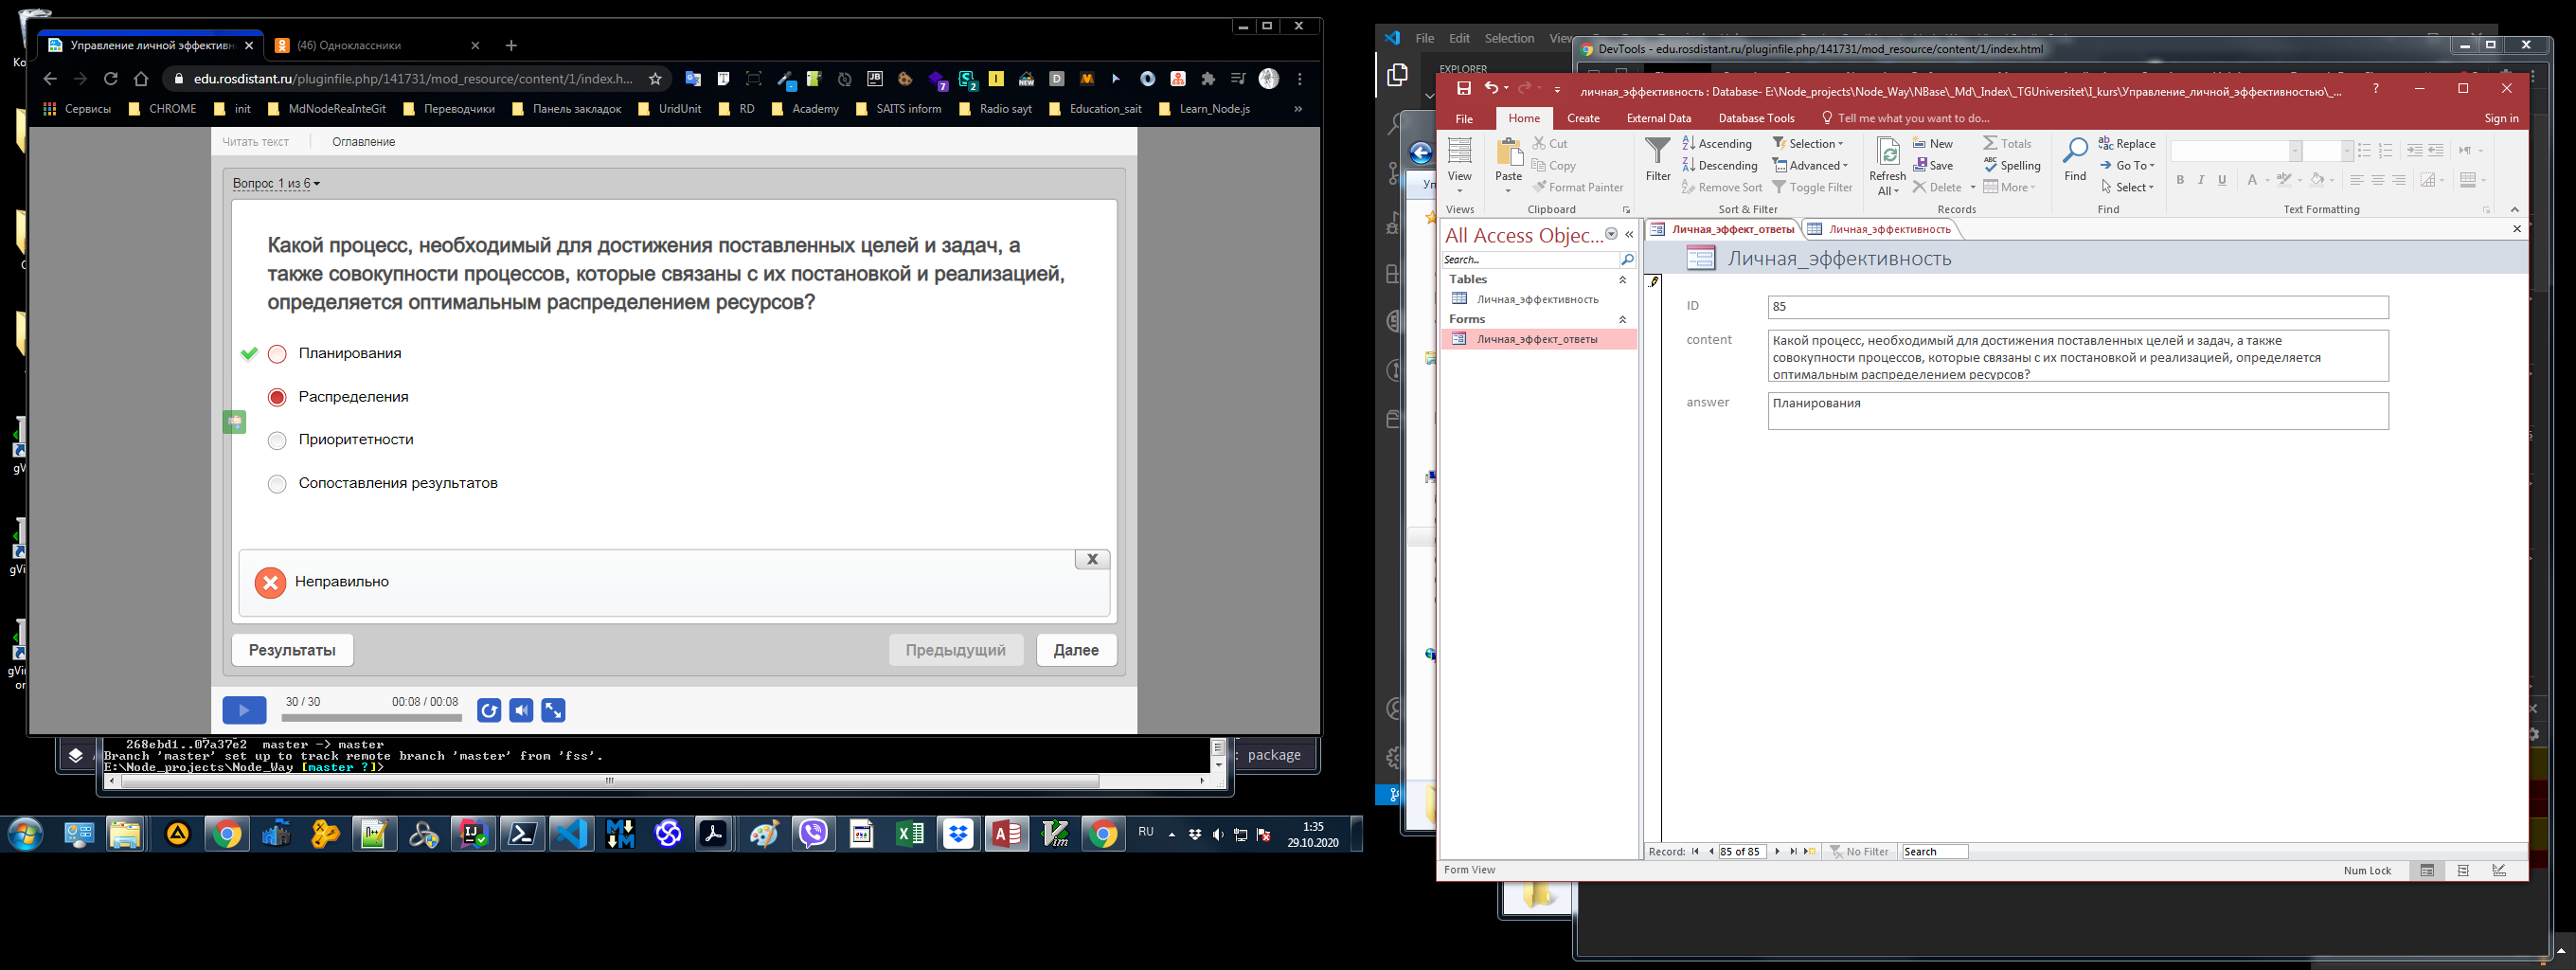 Управление личной эффективн
(46) Одноклассники
edu.rosdistant.ru/pluginfile.php/141731/mod_resource/content/1/index.h...
Сервисы CHROME init MdNodeReaInteGit Переводчики Панель закладок UridUnit RD Academy SAITS inform Radio sayt Education_sait Learn_Node.js »
Читать текст Оглавление
Вопрос 1 из 6
Какой процесс, необходимый для достижения поставленных целей и задач, а
также совокупности процессов, которые связаны с их постановкой и реализацией,
определяется оптимальным распределением ресурсов?
Планирования
Распределения
Приоритетности
Сопоставления результатов
X
Неправильно
Результаты Предыдущий Далее
30 / 30 00:08 / 00:08
268ebd1..07a37e2 master -> master
Branch 'master' set up to track remote branch 'master' from 'fss'.
E:\Node_projects\Node_Way [master ?]>
: package
RU
1:35
29.10.2020
File Edit Selection View
EXPLORER
DevTools - edu.rosdistant.ru/pluginfile.php/141731/mod_resource/content/1/index.html
личная_эффективность : Database- E:\Node_projects\Node_Way\NBase\_Md\_Index\_TGUniversitet\I_kurs\Управление_личной_эффективностью\_...
File Home Create External Data Database Tools Tell me what you want to do... Sign in
View
Views
Paste
Cut
Copy
Format Painter
Clipboard
Filter
Ascending
Descending
Remove Sort
Selection
Advanced
Toggle Filter
Sort & Filter
Refresh
All
New
Save
Delete
Totals
Spelling
More
Records
Find
Replace
Go To
Select
Find
B I U A
Text Formatting
All Access Objec...
Search...
Tables
Личная_эффективность
Forms
Личная_эффект_ответы
Личная_эффект_ответы Личная_эффективность
Личная_эффективность
ID 85
content Какой процесс, необходимый для достижения поставленных целей и задач, а также
совокупности процессов, которые связаны с их постановкой и реализацией, определяется
оптимальным распределением ресурсов?
answer Планирования
Record: 85 of 85 No Filter Search
Form View Num Lock